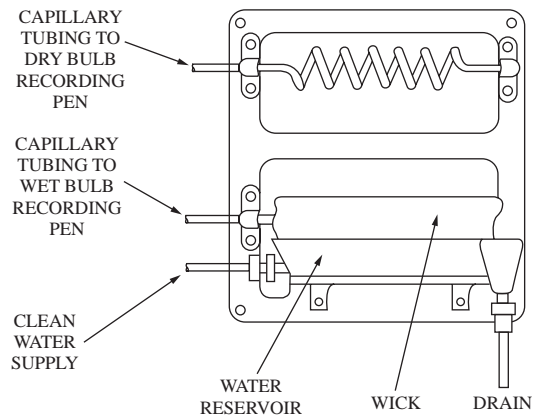 CAPILLARY
TUBING TO
DRY BULB
RECORDING
PEN
CAPILLARY
TUBING TO
WET BULB
RECORDING
PEN
CLEAN
WATER
SUPPLY
WATER
RESERVOIR
WICK
DRAIN